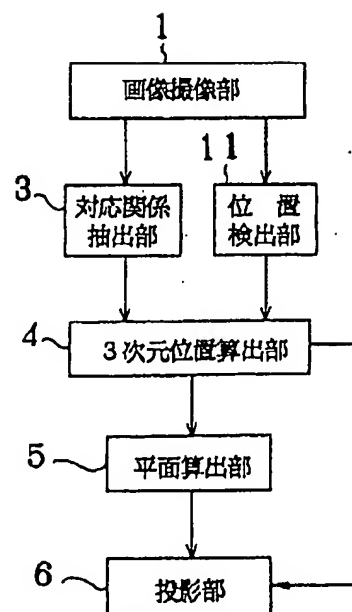 1
画像撮像部
3
対応関係
抽出部
11
位置
検出部
4
3次元位置算出部
5
平面算出部
6
投影部